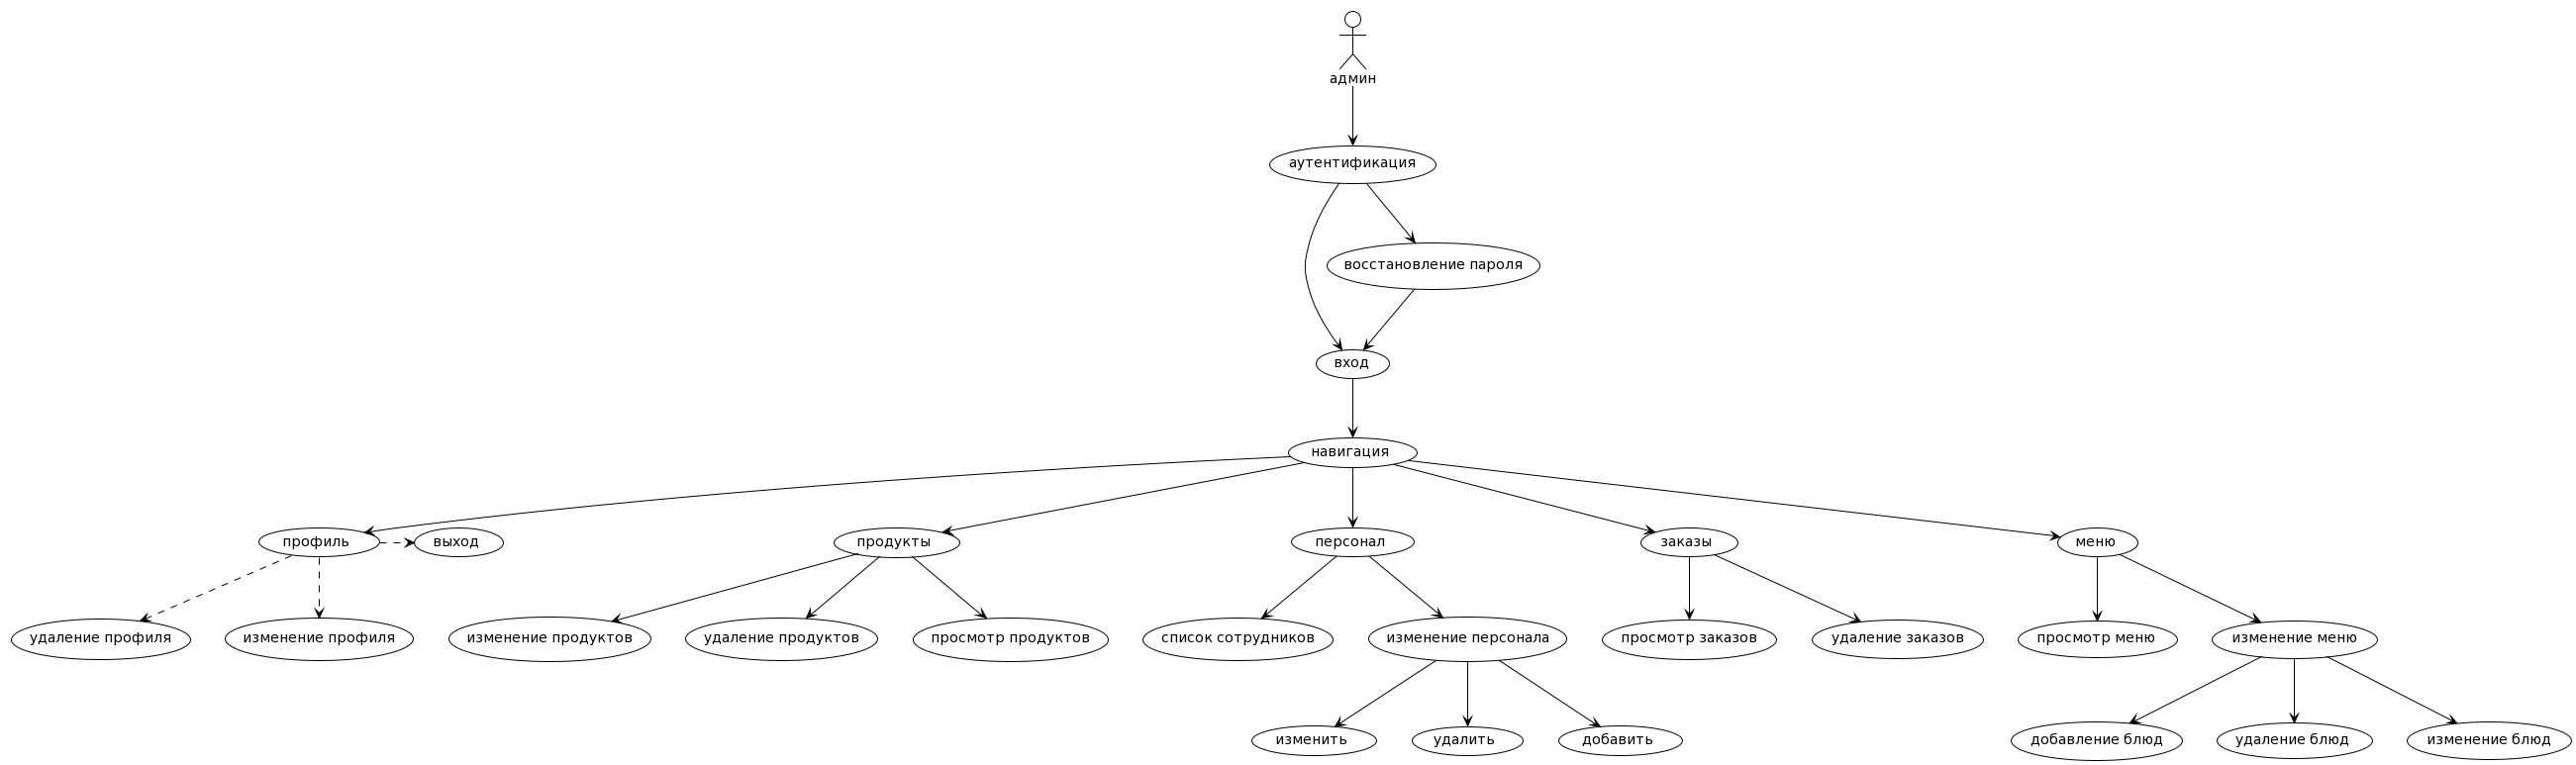 админ
аутентификация
восстановление пароля
вход
навигация
профиль
выход
продукты
персонал
заказы
меню
удаление профиля
изменение профиля
изменение продуктов
удаление продуктов
просмотр продуктов
список сотрудников
изменение персонала
просмотр заказов
удаление заказов
просмотр меню
изменение меню
изменить
удалить
добавить
добавление блюд
удаление блюд
изменение блюд